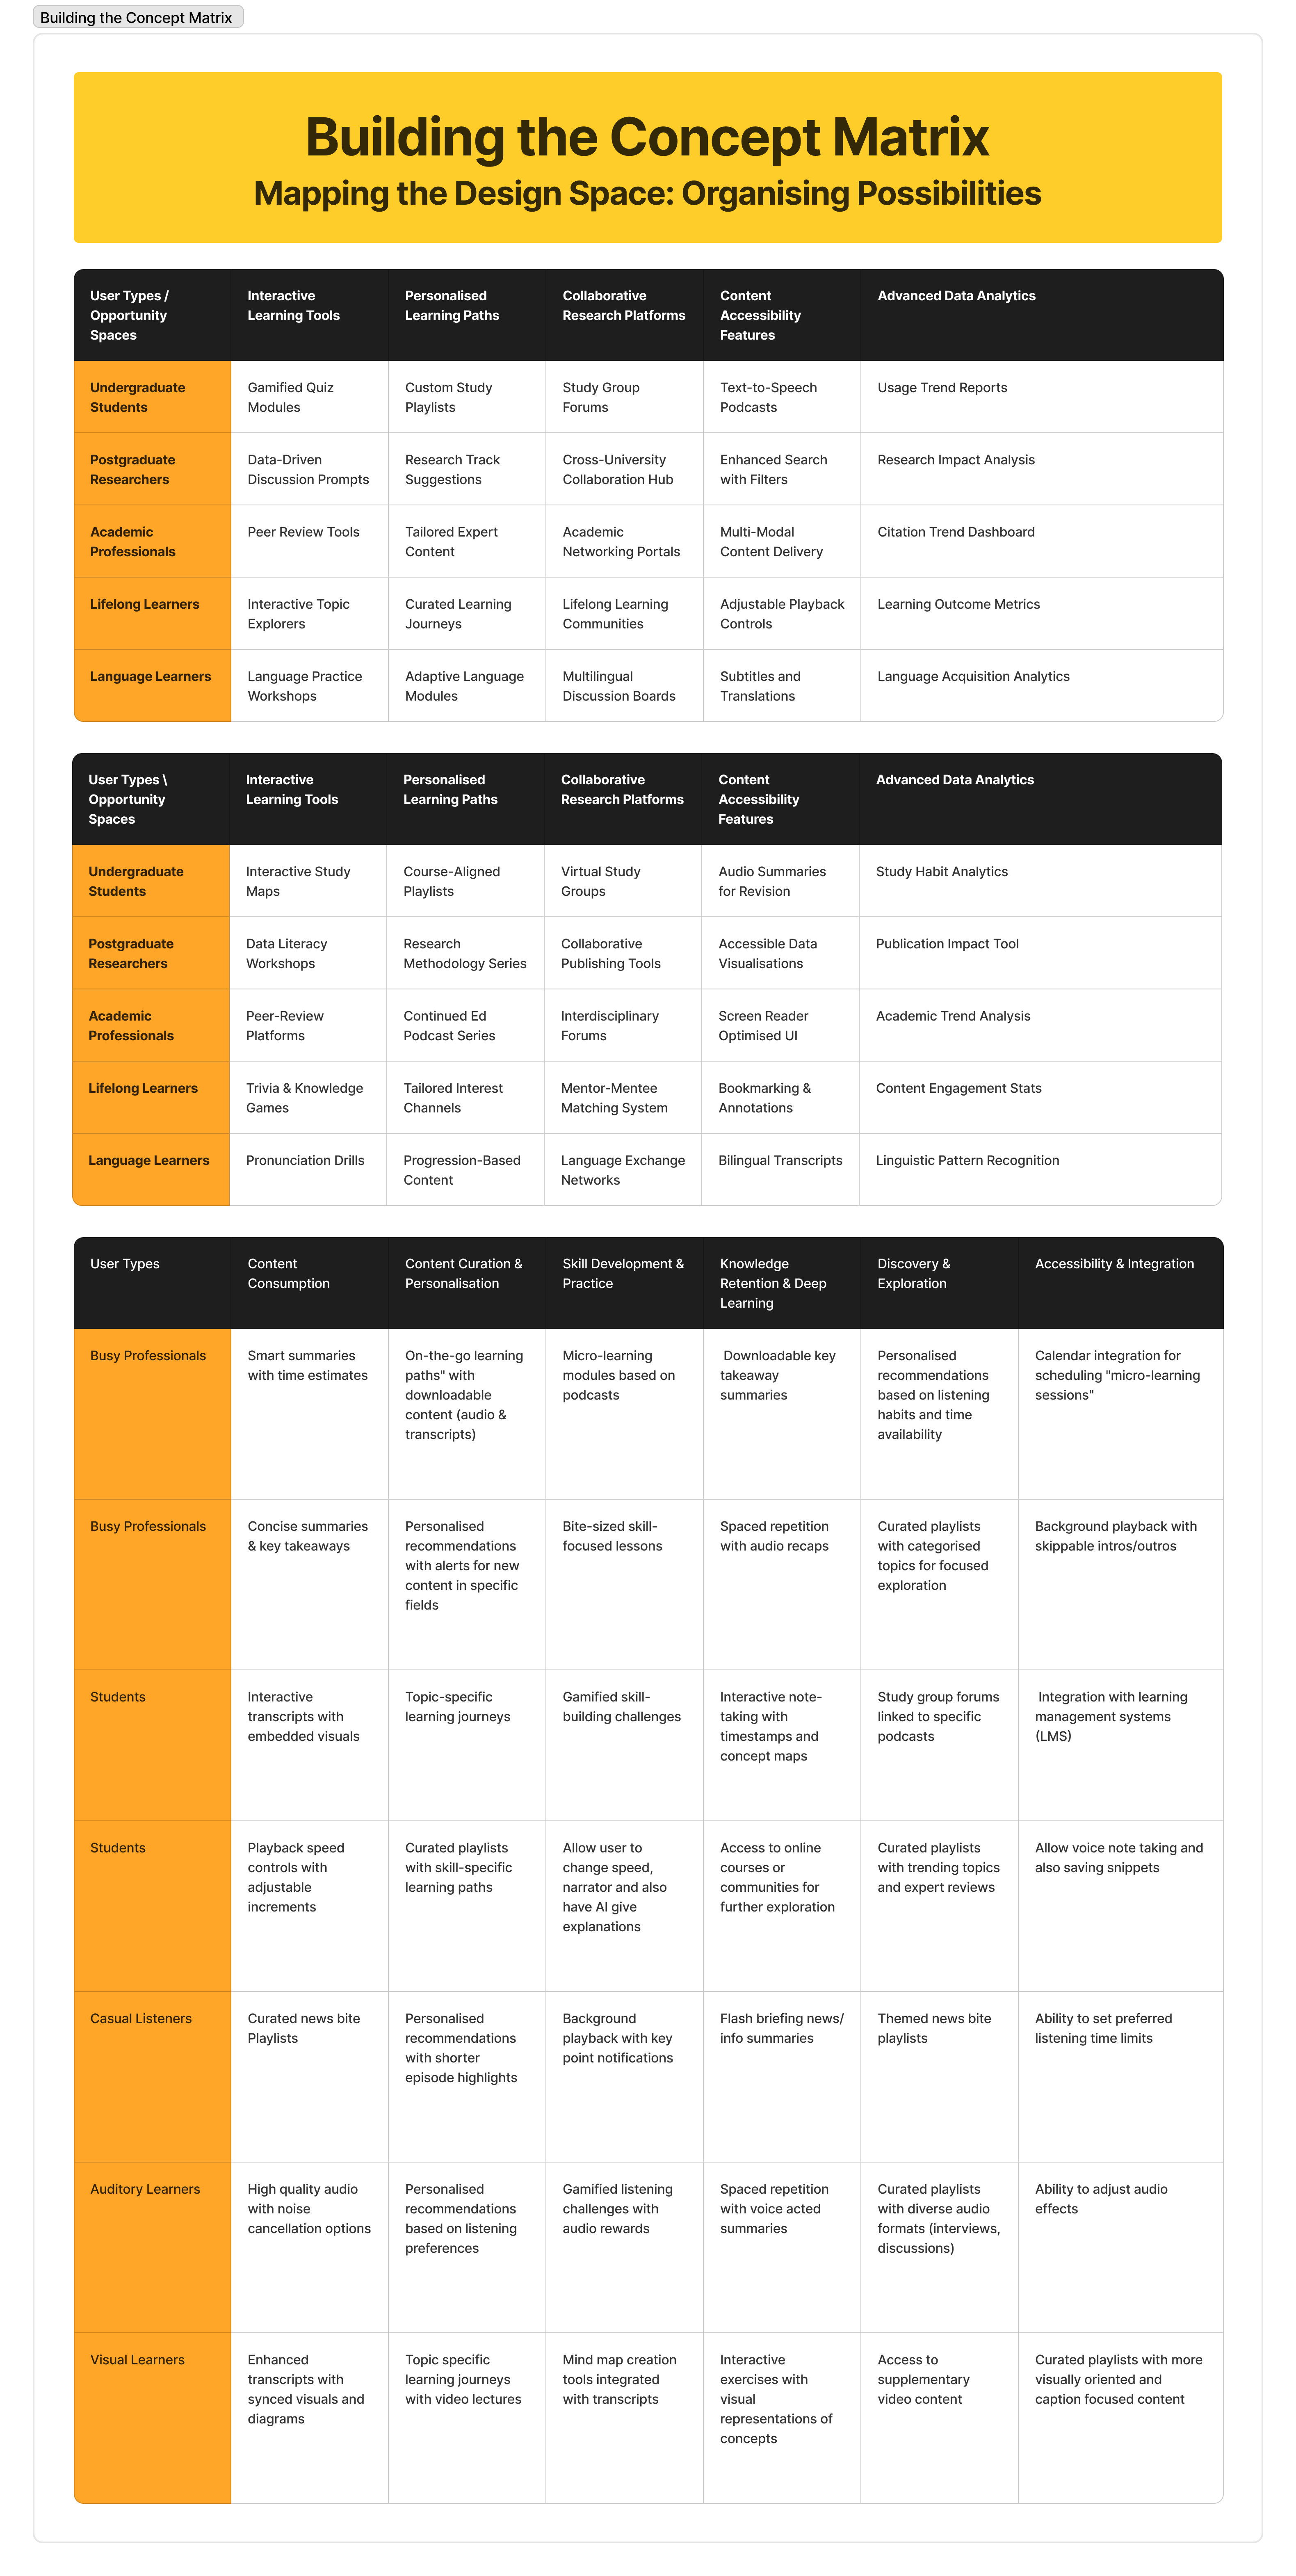 Building the Concept Matrix
Building the Concept Matrix
Mapping the Design Space: Organising Possibilities
User Types /
Opportunity
Spaces
Interactive
Learning Tools
Personalised
Learning Paths
Collaborative
Research Platforms
Content
Accessibility
Features
Advanced Data Analytics
Undergraduate
Students
Gamified Quiz
Modules
Custom Study
Playlists
Study Group
Forums
Text-to-Speech
Podcasts
Usage Trend Reports
Postgraduate
Researchers
Data-Driven
Discussion Prompts
Research Track
Suggestions
Cross-University
Collaboration Hub
Enhanced Search
with Filters
Research Impact Analysis
Academic
Professionals
Peer Review Tools
Tailored Expert
Content
Academic
Networking Portals
Multi-Modal
Content Delivery
Citation Trend Dashboard
Lifelong Learners
Interactive Topic
Explorers
Curated Learning
Journeys
Lifelong Learning
Communities
Adjustable Playback
Controls
Learning Outcome Metrics
Language Learners
Language Practice
Workshops
Adaptive Language
Modules
Multilingual
Discussion Boards
Subtitles and
Translations
Language Acquisition Analytics
User Types \
Opportunity
Spaces
Interactive
Learning Tools
Personalised
Learning Paths
Collaborative
Research Platforms
Content
Accessibility
Features
Advanced Data Analytics
Undergraduate
Students
Interactive Study
Maps
Course-Aligned
Playlists
Virtual Study
Groups
Audio Summaries
for Revision
Study Habit Analytics
Postgraduate
Researchers
Data Literacy
Workshops
Research
Methodology Series
Collaborative
Publishing Tools
Accessible Data
Visualisations
Publication Impact Tool
Academic
Professionals
Peer-Review
Platforms
Continued Ed
Podcast Series
Interdisciplinary
Forums
Screen Reader
Optimised UI
Academic Trend Analysis
Lifelong Learners
Trivia & Knowledge
Games
Tailored Interest
Channels
Mentor-Mentee
Matching System
Bookmarking &
Annotations
Content Engagement Stats
Language Learners
Pronunciation Drills
Progression-Based
Content
Language Exchange
Networks
Bilingual Transcripts
Linguistic Pattern Recognition
User Types
Content
Consumption
Content Curation &
Personalisation
Skill Development &
Practice
Knowledge
Retention & Deep
Learning
Discovery &
Exploration
Accessibility & Integration
Busy Professionals
Smart summaries
with time estimates
On-the-go learning
paths" with
downloadable
content (audio &
transcripts)
Micro-learning
modules based on
podcasts
Downloadable key
takeaway
summaries
Personalised
recommendations
based on listening
habits and time
availability
Calendar integration for
scheduling "micro-learning
sessions"
Busy Professionals
Concise summaries
& key takeaways
Personalised
recommendations
with alerts for new
content in specific
fields
Bite-sized skill-
focused lessons
Spaced repetition
with audio recaps
Curated playlists
with categorised
topics for focused
exploration
Background playback with
skippable intros/outros
Students
Interactive
transcripts with
embedded visuals
Topic-specific
learning journeys
Gamified skill-
building challenges
Interactive note-
taking with
timestamps and
concept maps
Study group forums
linked to specific
podcasts
Integration with learning
management systems
(LMS)
Students
Playback speed
controls with
adjustable
increments
Curated playlists
with skill-specific
learning paths
Allow user to
change speed,
narrator and also
have AI give
explanations
Access to online
courses or
communities for
further exploration
Curated playlists
with trending topics
and expert reviews
Allow voice note taking and
also saving snippets
Casual Listeners
Curated news bite
Playlists
Personalised
recommendations
with shorter
episode highlights
Background
playback with key
point notifications
Flash briefing news/
info summaries
Themed news bite
playlists
Ability to set preferred
listening time limits
Auditory Learners
High quality audio
with noise
cancellation options
Personalised
recommendations
based on listening
preferences
Gamified listening
challenges with
audio rewards
Spaced repetition
with voice acted
summaries
Curated playlists
with diverse audio
formats (interviews,
discussions)
Ability to adjust audio
effects
Visual Learners
Enhanced
transcripts with
synced visuals and
diagrams
Topic specific
learning journeys
with video lectures
Mind map creation
tools integrated
with transcripts
Interactive
exercises with
visual
representations of
concepts
Access to
supplementary
video content
Curated playlists with more
visually oriented and
caption focused content